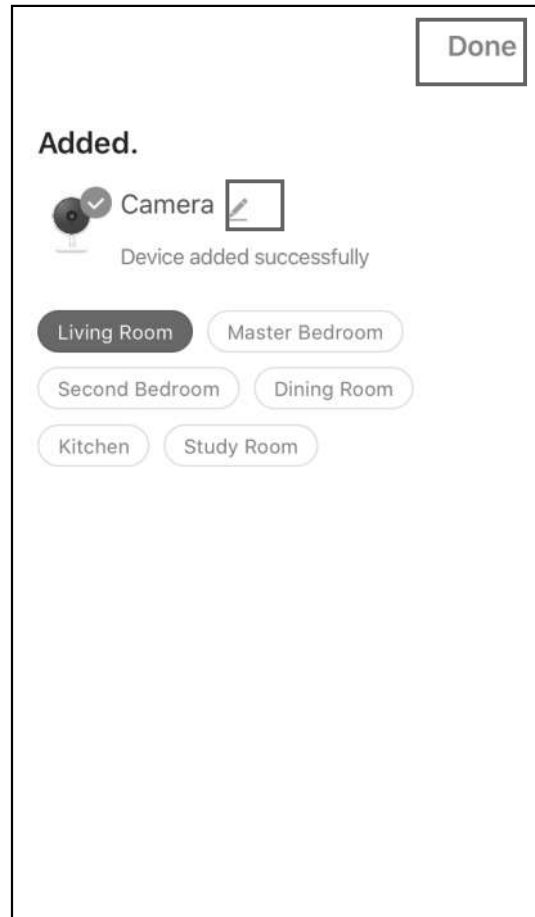 Done
Added.
Camera
Device added successfully
Living Room Master Bedroom
Second Bedroom Dining Room
Kitchen Study Room